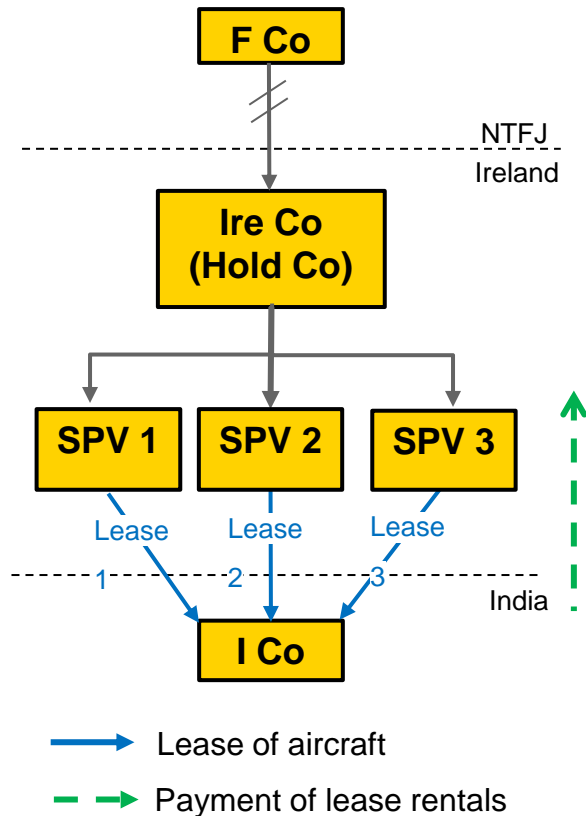 F Co
NTFJ
Ireland
Ire Co
(Hold Co)
SPV 1
SPV 2
SPV 3
Lease
Lease
Lease
1
2
3
India
I Co
Lease of aircraft
Payment of lease rentals